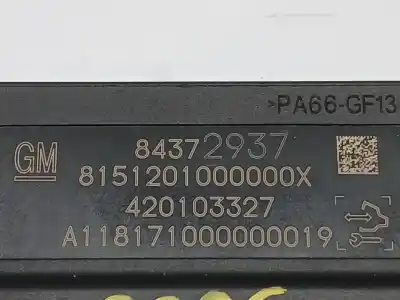 >PA66-GF13
GM 84372937
8151201000000X
420103327
A118171000000019